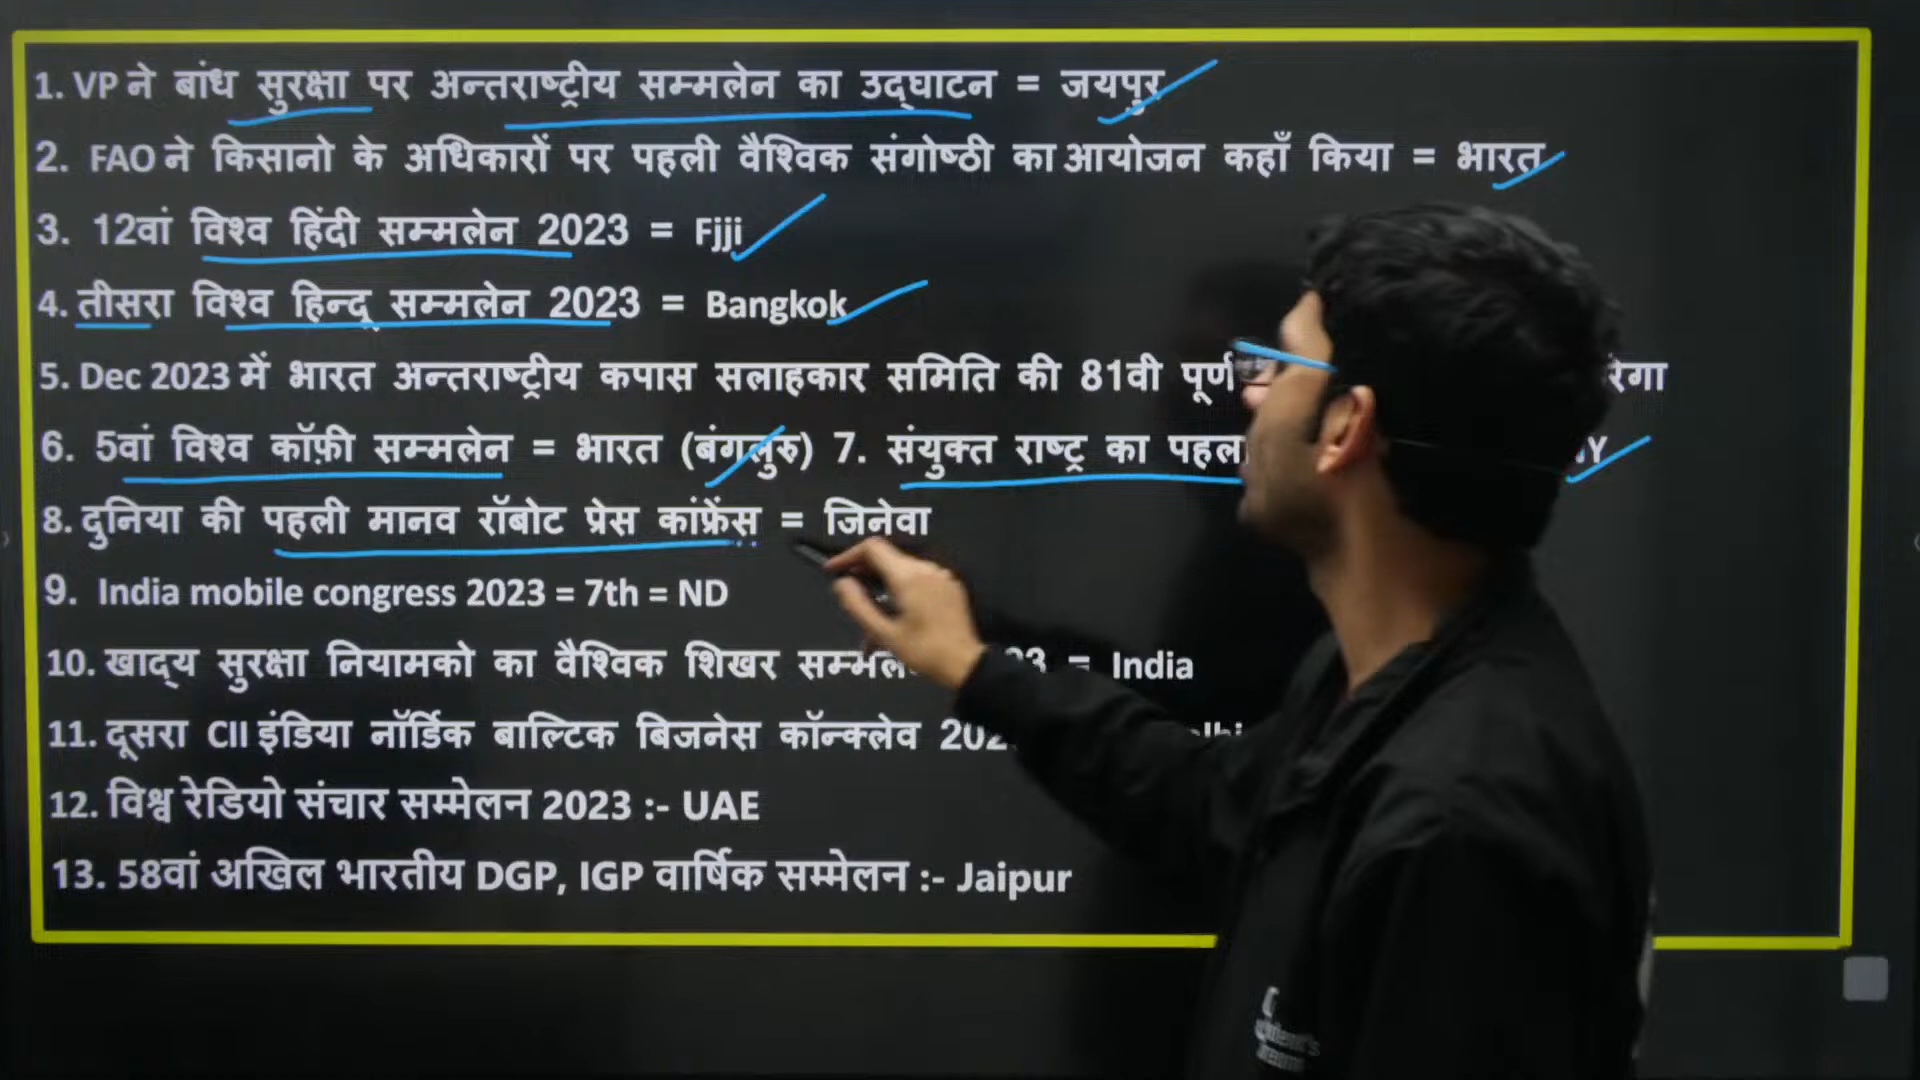 1. VP ने बांध सुरक्षा पर अन्तराष्ट्रीय सम्मलेन का उद्घाटन = जयपुर
2. FAO ने किसानो के अधिकारों पर पहली वैश्विक संगोष्ठी का आयोजन कहाँ किया = भारत
3. 12वां विश्व हिंदी सम्मलेन 2023 = Fjji
4. तीसरा विश्व हिन्दू सम्मलेन 2023 = Bangkok
5. Dec 2023 में भारत अन्तराष्ट्रीय कपास सलाहकार समिति की 81वी पूर्ण
6. 5वां विश्व कॉफ़ी सम्मलेन = भारत (बंगलुरु) 7. संयुक्त राष्ट्र का
8. दुनिया की पहली मानव रॉबोट प्रेस कांफ्रेंस = जिनेवा
9. India mobile congress 2023 = 7th = ND
10. खाद्य सुरक्षा नियामको का वैश्विक शिखर = India
11. दूसरा CII इंडिया नॉर्डिक बाल्टिक बिजनेस कॉन्क्लेव
12. विश्व रेडियो संचार सम्मेलन 2023 :- UAE
13. 58वां अखिल भारतीय DGP, IGP वार्षिक सम्मेलन :- Jaipur